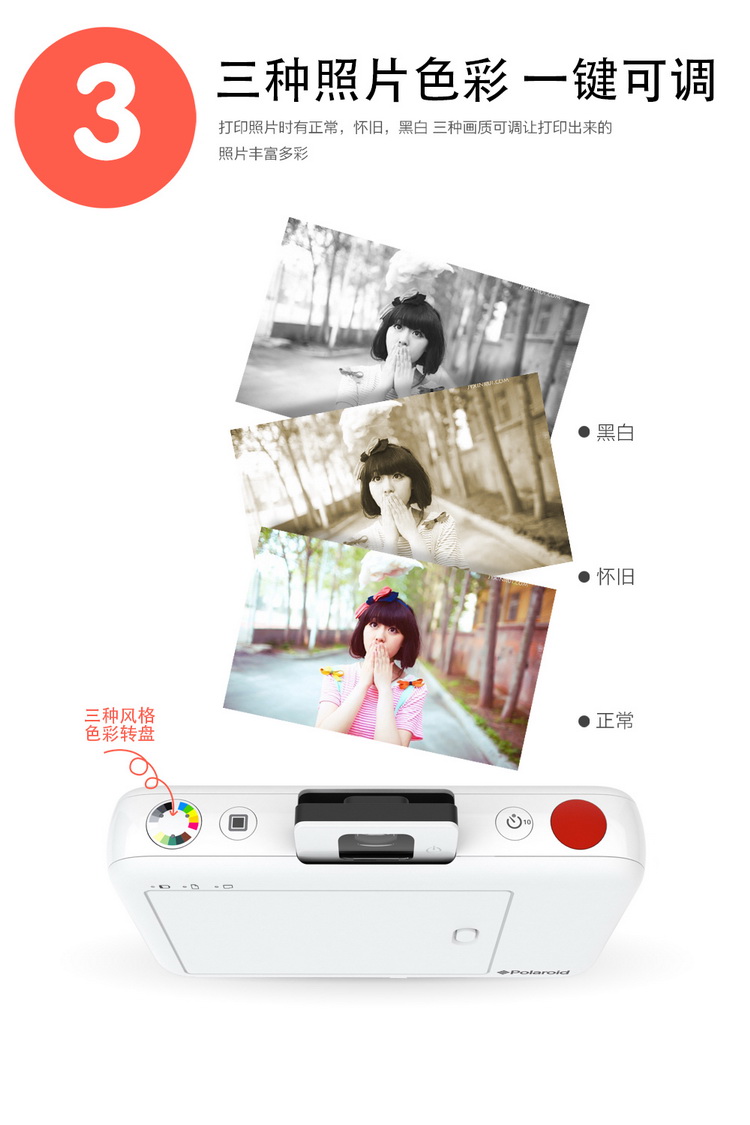 3
三种照片色彩 一键可调
打印照片时有正常，怀旧，黑白 三种画质可调让打印出来的
照片丰富多彩
黑白
怀旧
正常
三种风格
色彩转盘
10
Polaroid